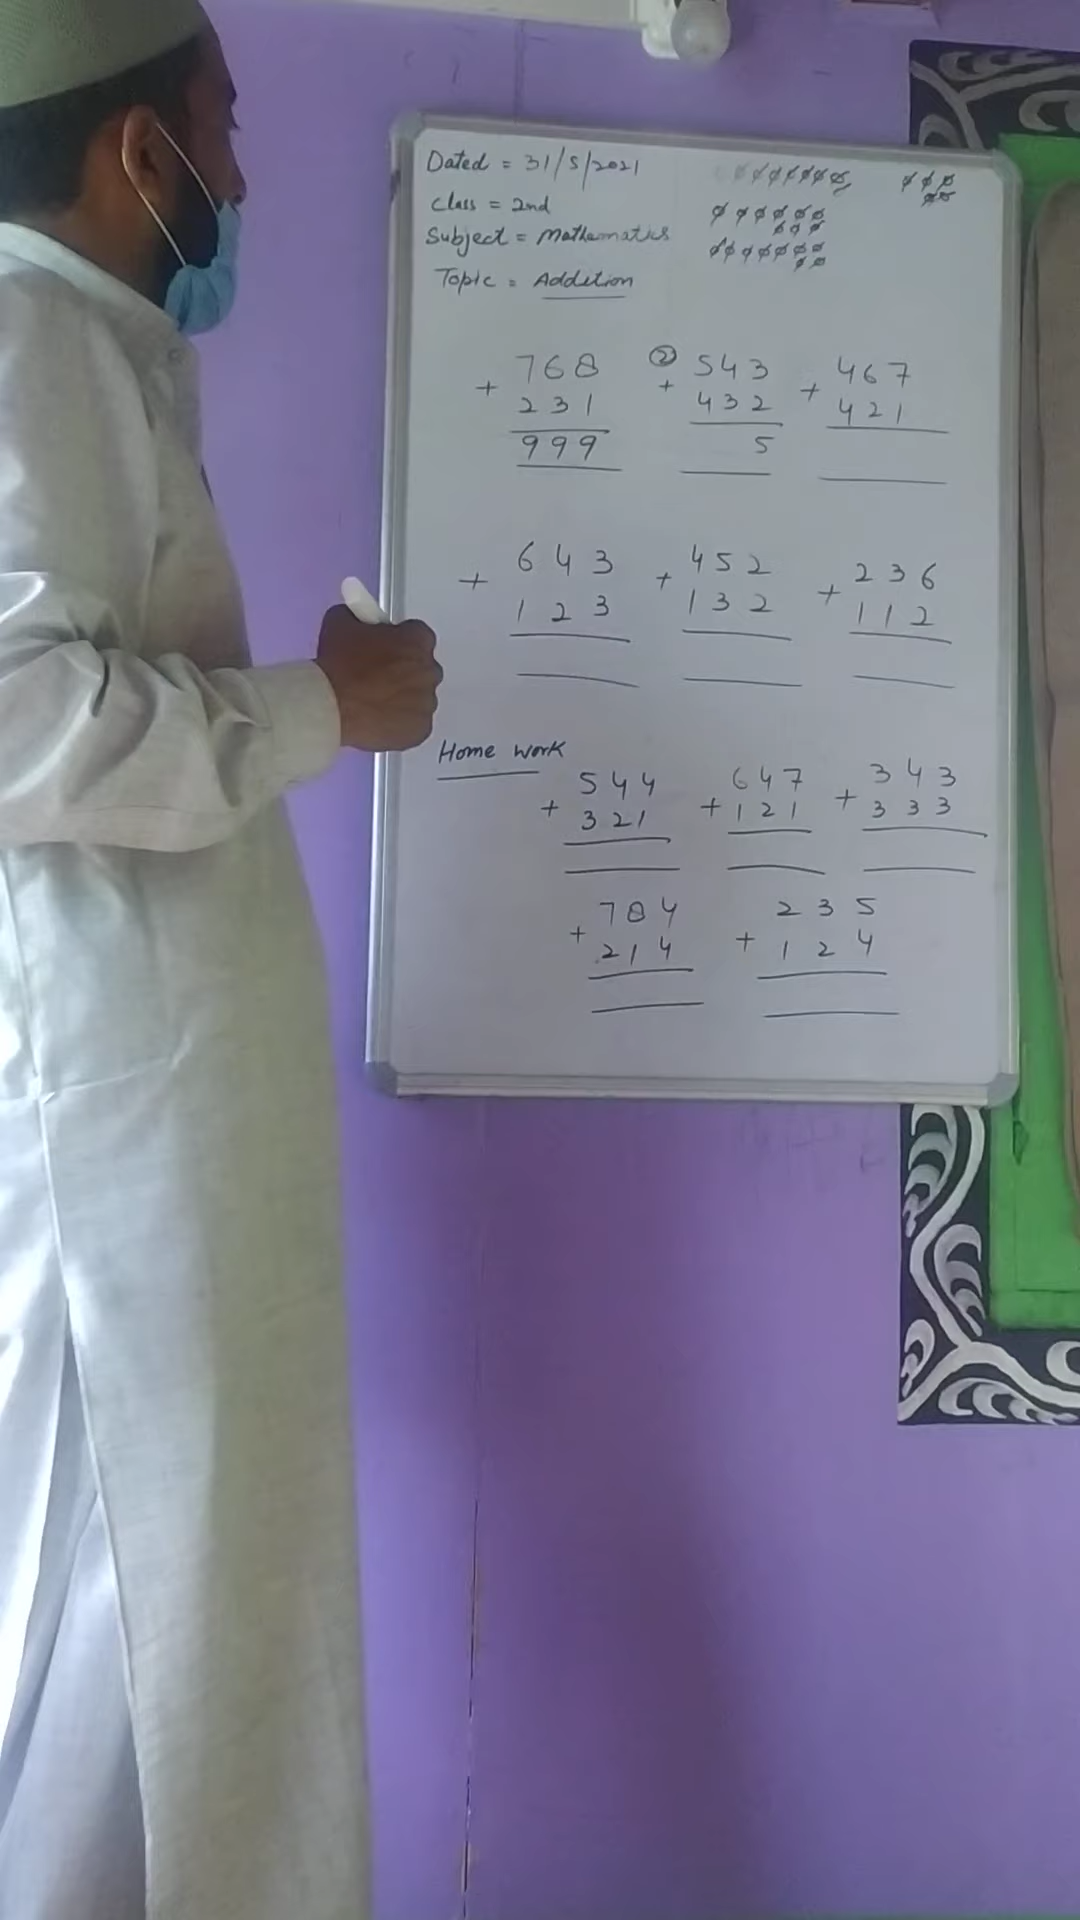 Dated = 31/5/2021
Class = 2nd
Subject = Mathematics
Topic = Addition
768 ② 543 467
+ 231 + 432 + 421
999 5
643 452 236
+ 123 + 132 + 112
Home work
544 647 343
+ 321 + 121 + 333
784 235
+ 214 + 124